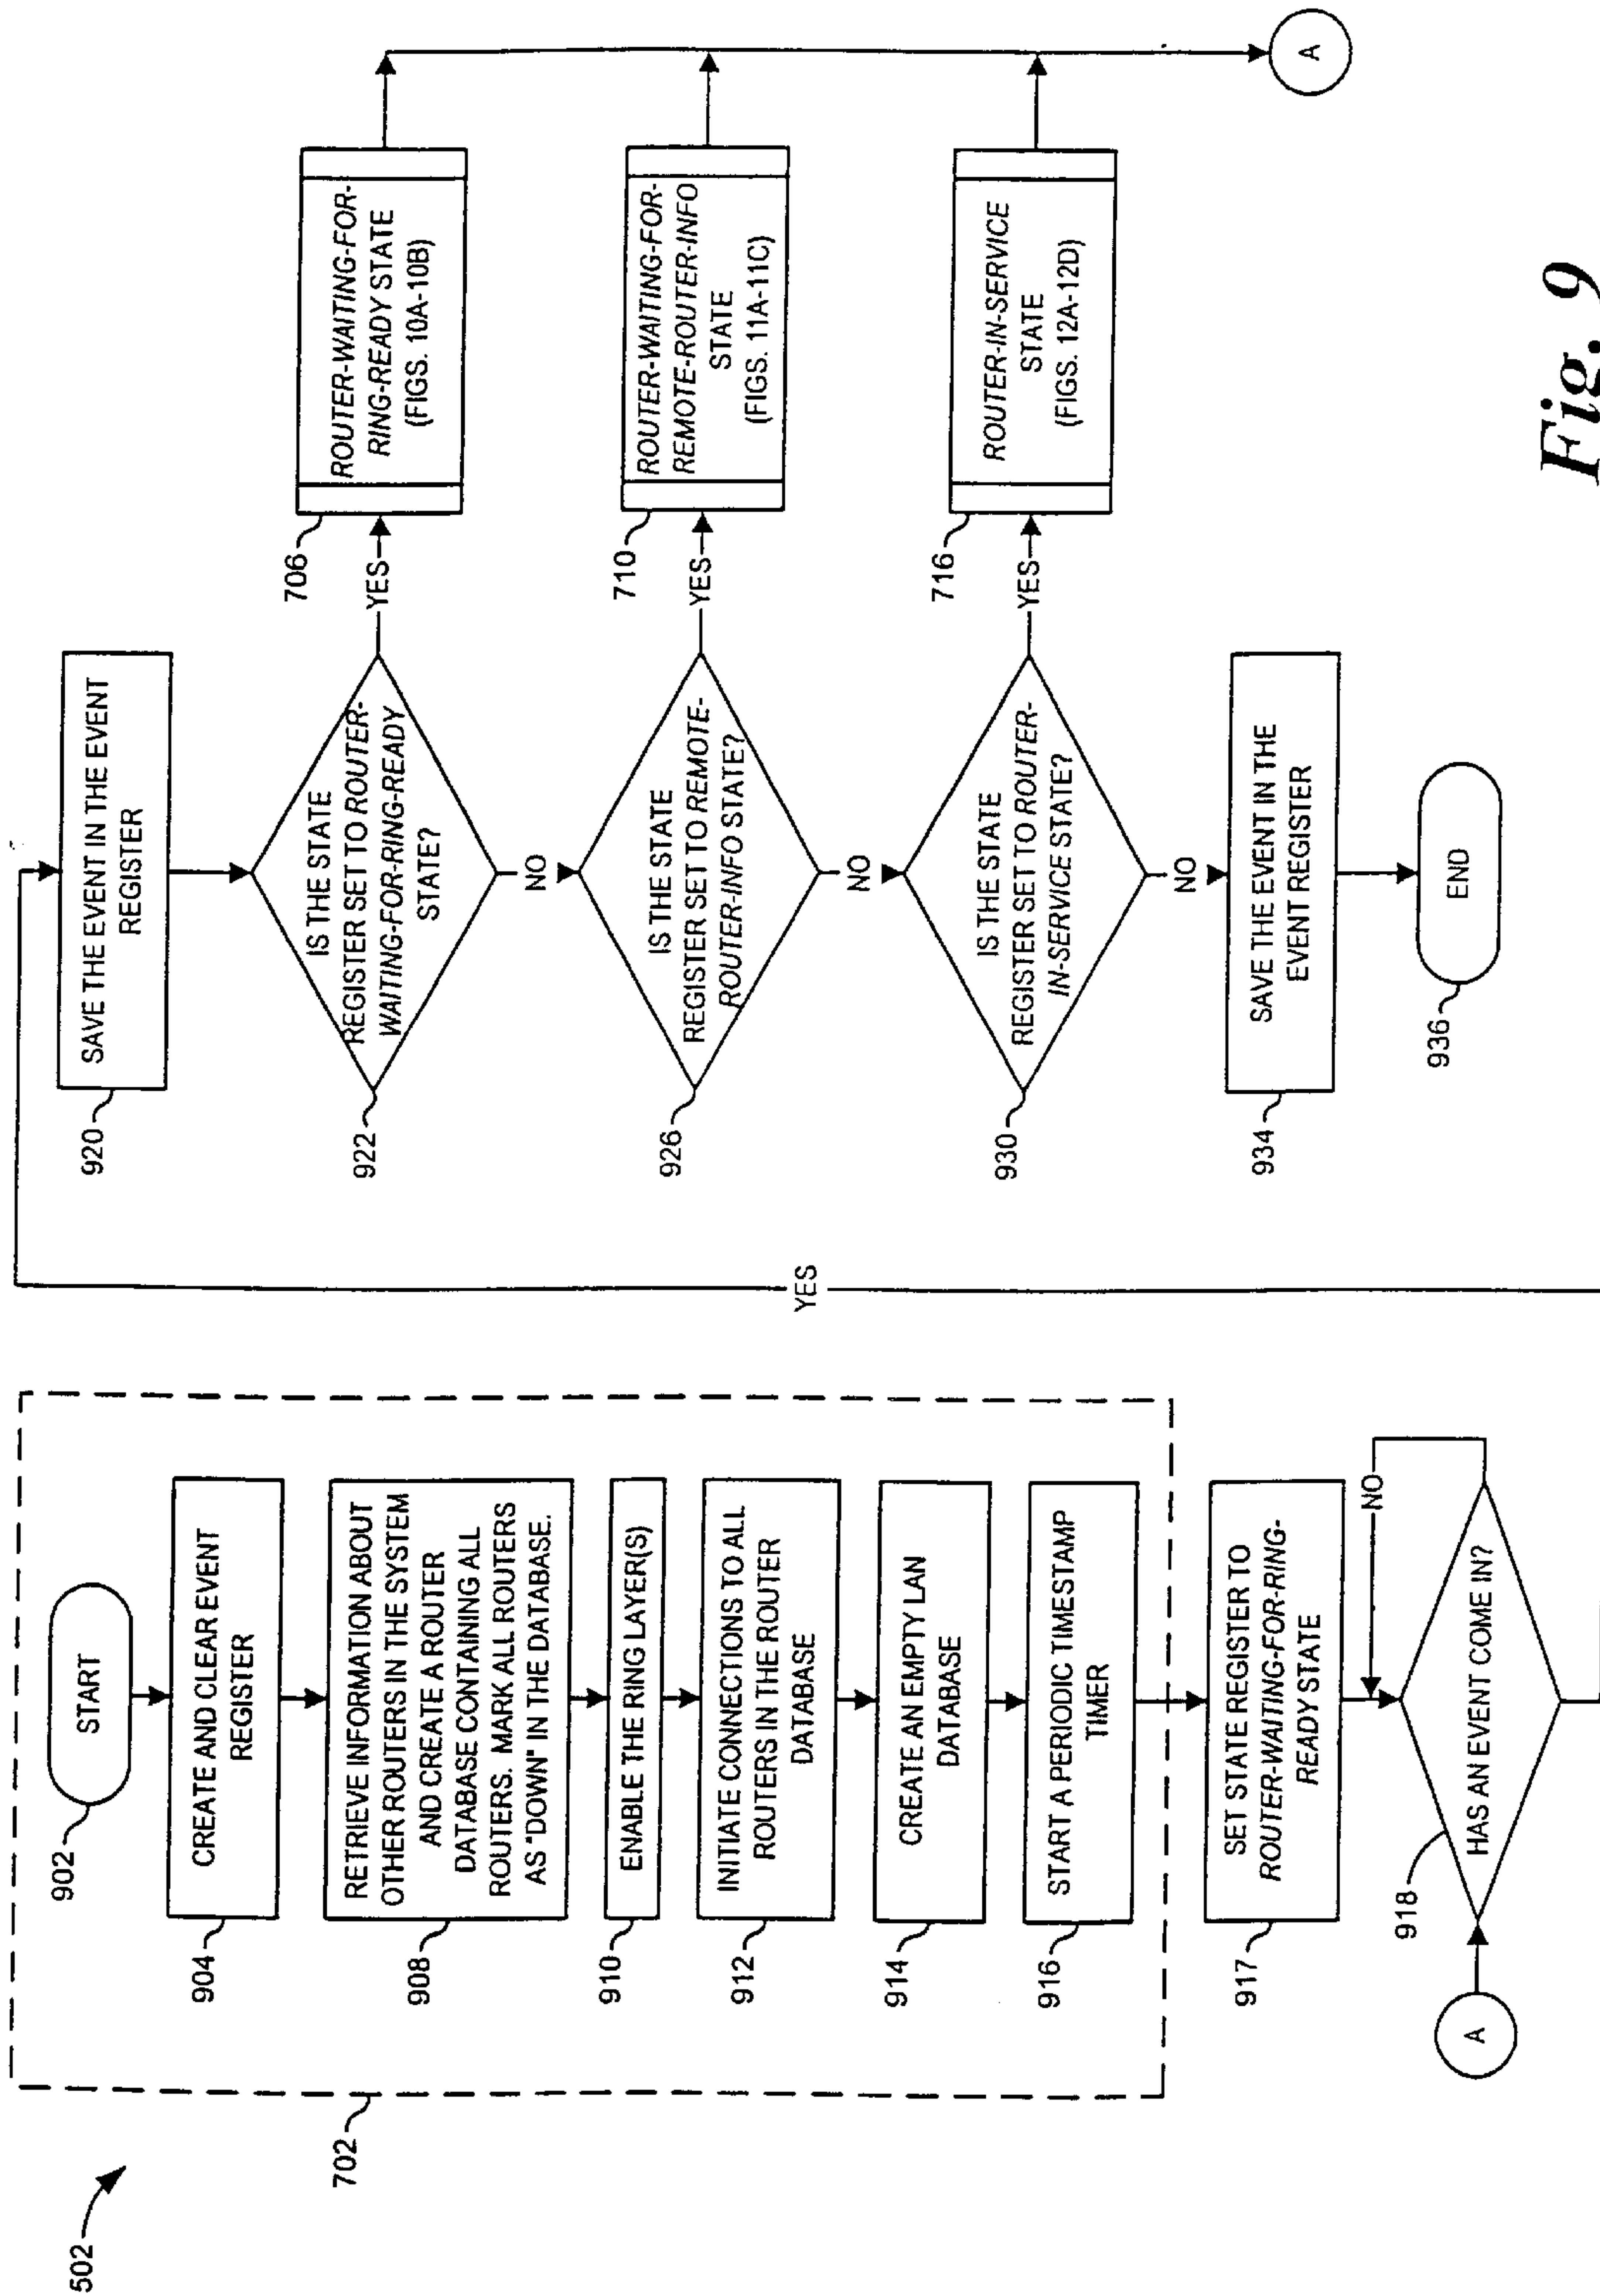 502
702
902
START
904
CREATE AND CLEAR EVENT
REGISTER
908
RETRIEVE INFORMATION ABOUT
OTHER ROUTERS IN THE SYSTEM
AND CREATE A ROUTER
DATABASE CONTAINING ALL
ROUTERS. MARK ALL ROUTERS
AS "DOWN" IN THE DATABASE.
910
ENABLE THE RING LAYER(S)
912
INITIATE CONNECTIONS TO ALL
ROUTERS IN THE ROUTER
DATABASE
914
CREATE AN EMPTY LAN
DATABASE
916
START A PERIODIC TIMESTAMP
TIMER
917
SET STATE REGISTER TO
ROUTER-WAITING-FOR-RING-
READY STATE
A
918
HAS AN EVENT COME IN?
NO
YES
920
SAVE THE EVENT IN THE EVENT
REGISTER
922
IS THE STATE
REGISTER SET TO ROUTER-
WAITING-FOR-RING-READY
STATE?
YES
706
ROUTER-WAITING-FOR-
RING-READY STATE
(FIGS. 10A-10B)
NO
926
IS THE STATE
REGISTER SET TO REMOTE-
ROUTER-INFO STATE?
YES
710
ROUTER-WAITING-FOR-
REMOTE-ROUTER-INFO
STATE
(FIGS. 11A-11C)
NO
930
IS THE STATE
REGISTER SET TO ROUTER-
IN-SERVICE STATE?
YES
716
ROUTER-IN-SERVICE
STATE
(FIGS. 12A-12D)
NO
934
SAVE THE EVENT IN THE
EVENT REGISTER
936
END
A
Fig. 9